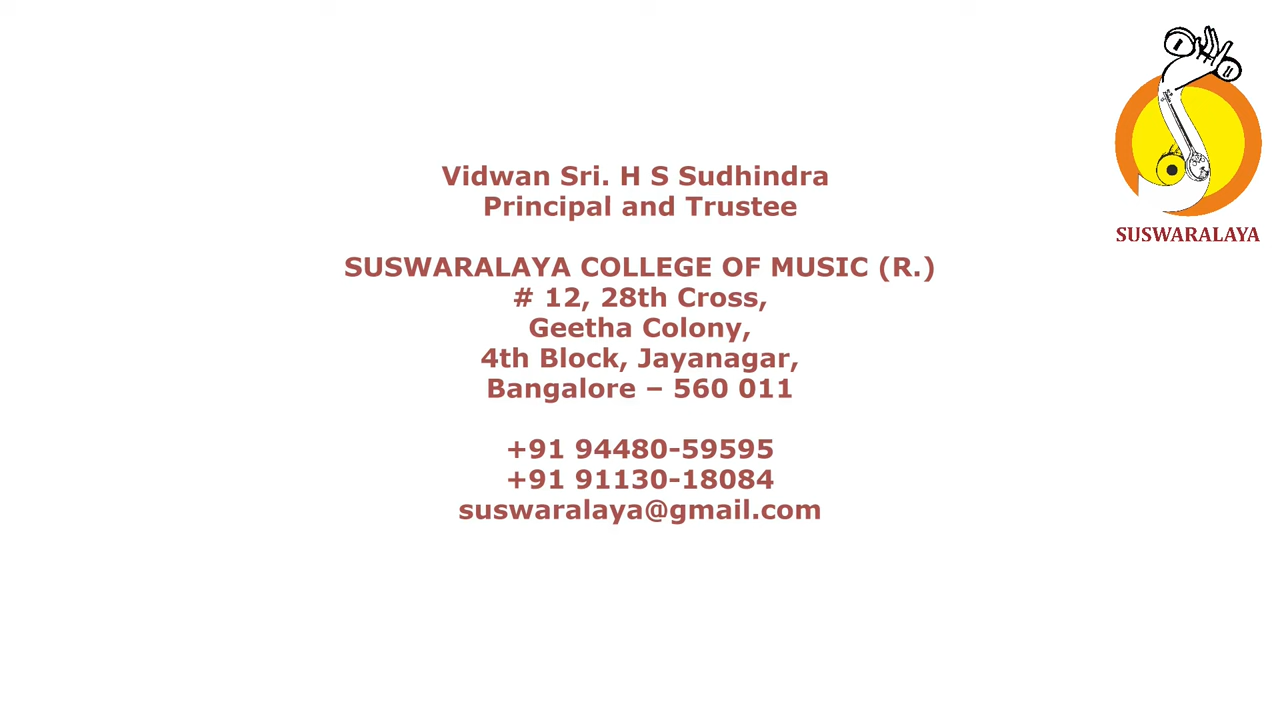 Vidwan Sri. H S Sudhindra
Principal and Trustee
SUSWARALAYA COLLEGE OF MUSIC (R.)
# 12, 28th Cross,
Geetha Colony,
4th Block, Jayanagar,
Bangalore – 560 011
+91 94480-59595
+91 91130-18084
suswaralaya@gmail.com
SUSWARALAYA